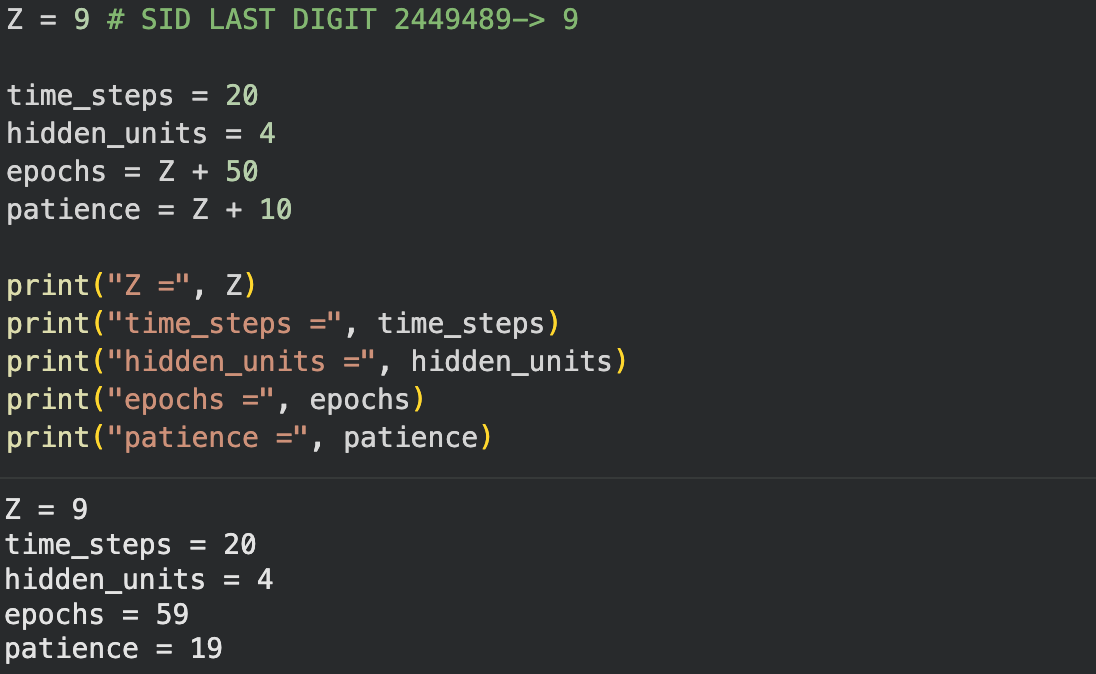 Z = 9 # SID LAST DIGIT 2449489–> 9
time_steps = 20
hidden_units = 4
epochs = Z + 50
patience = Z + 10
print("Z =", Z)
print("time_steps =", time_steps)
print("hidden_units =", hidden_units)
print("epochs =", epochs)
print("patience =", patience)
Z = 9
time_steps = 20
hidden_units = 4
epochs = 59
patience = 19